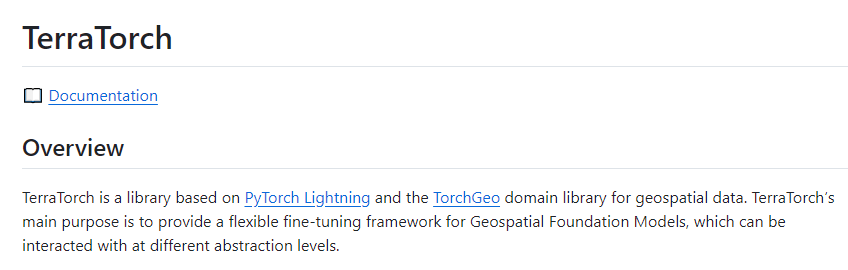 TerraTorch
Documentation
Overview
TerraTorch is a library based on PyTorch Lightning and the TorchGeo domain library for geospatial data. TerraTorch’s
main purpose is to provide a flexible fine-tuning framework for Geospatial Foundation Models, which can be
interacted with at different abstraction levels.